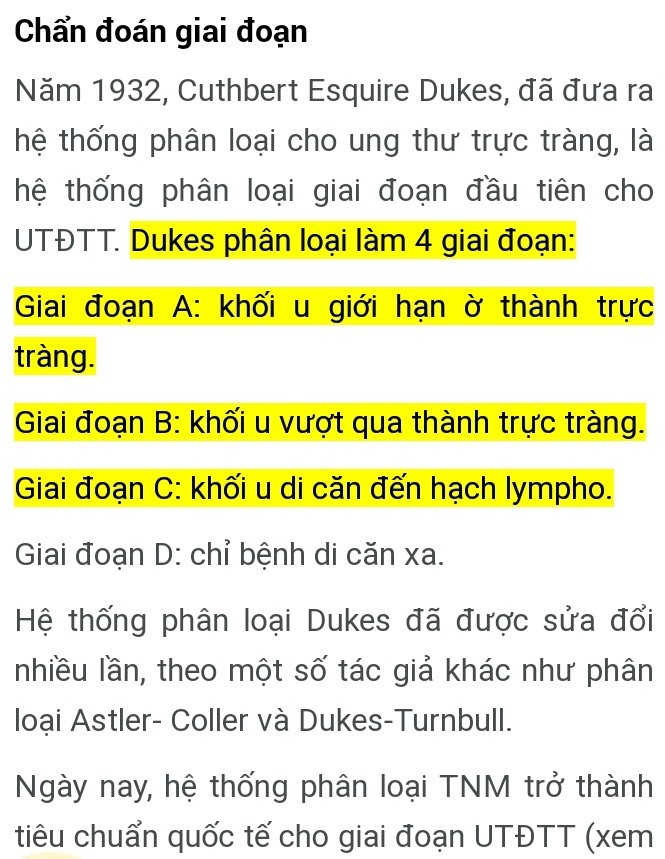 Chẩn đoán giai đoạn
Năm 1932, Cuthbert Esquire Dukes, đã đưa ra
hệ thống phân loại cho ung thư trực tràng, là
hệ thống phân loại giai đoạn đầu tiên cho
UTĐTT. Dukes phân loại làm 4 giai đoạn:
Giai đoạn A: khối u giới hạn ờ thành trực
tràng.
Giai đoạn B: khối u vượt qua thành trực tràng.
Giai đoạn C: khối u di căn đến hạch lympho.
Giai đoạn D: chỉ bệnh di căn xa.
Hệ thống phân loại Dukes đã được sửa đổi
nhiều lần, theo một số tác giả khác như phân
loại Astler- Coller và Dukes-Turnbull.
Ngày nay, hệ thống phân loại TNM trở thành
tiêu chuẩn quốc tế cho giai đoạn UTĐTT (xem